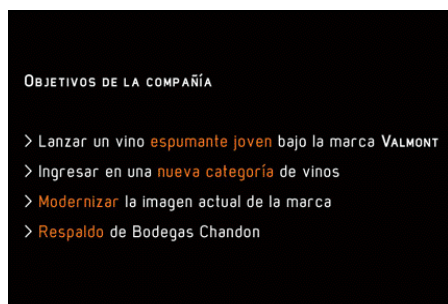 OBJETIVOS DE LA COMPAÑÍA
> Lanzar un vino espumante joven bajo la marca VALMONT
> Ingresar en una nueva categoría de vinos
> Modernizar la imagen actual de la marca
> Respaldo de Bodegas Chandon